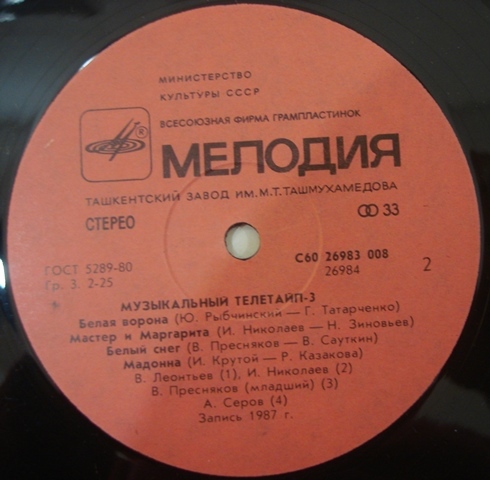 МИНИСТЕРСТВО
КУЛЬТУРЫ СССР
ВСЕСОЮЗНАЯ ФИРМА ГРАМПЛАСТИНОК
®
МЕЛОДИЯ
ТАШКЕНТСКИЙ ЗАВОД ИМ.М.Т.ТАШМУХАМЕДОВА
СТЕРЕО
33
ГОСТ 5289-80
Гр. 3. 2-25
С60 26983 008
26984
2
МУЗЫКАЛЬНЫЙ ТЕЛЕТАЙП-3
Белая ворона (Ю. Рыбчинский — Г. Татарченко)
Мастер и Маргарита (И. Николаев — Н. Зиновьев)
Белый снег (В. Пресняков — В. Сауткин)
Мадонна (И. Крутой — Р. Казакова)
В. Леонтьев (1), И. Николаев (2)
В. Пресняков (младший) (3)
А. Серов (4)
Запись 1987 г.